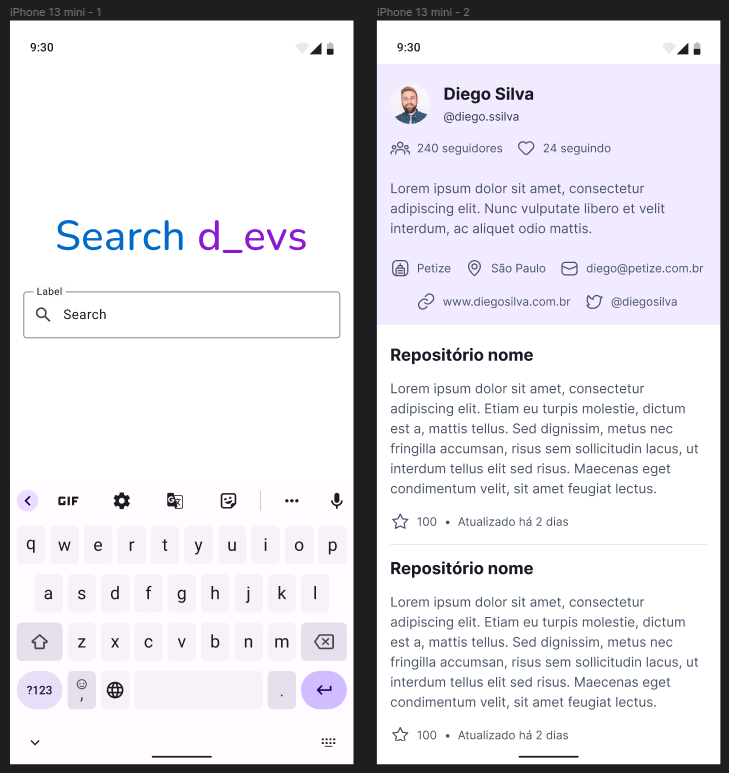 iPhone 13 mini - 1
9:30
Search d_evs
Label
Search
GIF
q w e r t y u i o p
a s d f g h j k l
z x c v b n m
?123 , .
iPhone 13 mini - 2
9:30
Diego Silva
@diego.ssilva
240 seguidores 24 seguindo
Lorem ipsum dolor sit amet, consectetur
adipiscing elit. Nunc vulputate libero et velit
interdum, ac aliquet odio mattis.
Petize São Paulo diego@petize.com.br
www.diegosilva.com.br @diegosilva
Repositório nome
Lorem ipsum dolor sit amet, consectetur
adipiscing elit. Etiam eu turpis molestie, dictum
est a, mattis tellus. Sed dignissim, metus nec
fringilla accumsan, risus sem sollicitudin lacus, ut
interdum tellus elit sed risus. Maecenas eget
condimentum velit, sit amet feugiat lectus.
100 • Atualizado há 2 dias
Repositório nome
Lorem ipsum dolor sit amet, consectetur
adipiscing elit. Etiam eu turpis molestie, dictum
est a, mattis tellus. Sed dignissim, metus nec
fringilla accumsan, risus sem sollicitudin lacus, ut
interdum tellus elit sed risus. Maecenas eget
condimentum velit, sit amet feugiat lectus.
100 • Atualizado há 2 dias